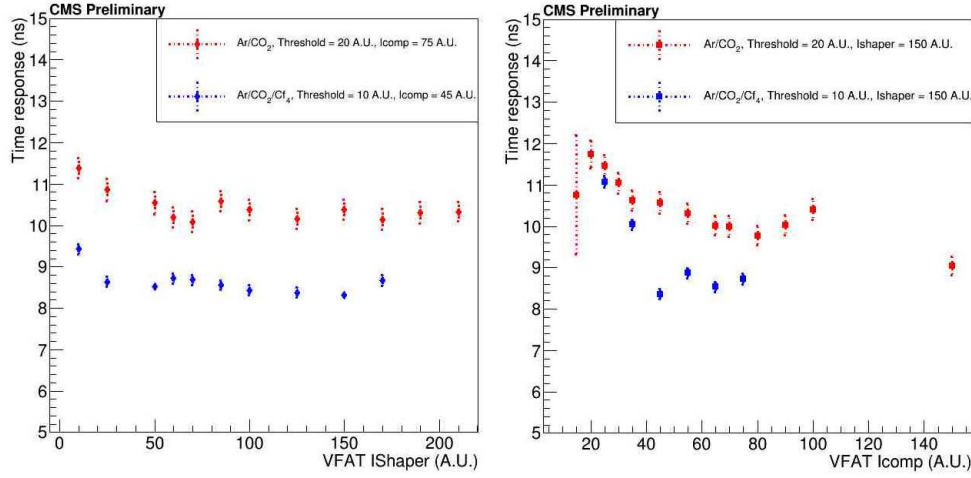 CMS Preliminary
Time response (ns)
15
14
13
12
11
10
9
8
7
6
5
Ar/CO2, Threshold = 20 A.U., Icomp = 75 A.U.
Ar/CO2/Cf4, Threshold = 10 A.U., Icomp = 45 A.U.
0 50 100 150 200
VFAT IShaper (A.U.)
CMS Preliminary
Time response (ns)
15
14
13
12
11
10
9
8
7
6
5
Ar/CO2, Threshold = 20 A.U., Ishaper = 150 A.U.
Ar/CO2/Cf4, Threshold = 10 A.U., Ishaper = 150 A.U.
20 40 60 80 100 120 140
VFAT Icomp (A.U.)